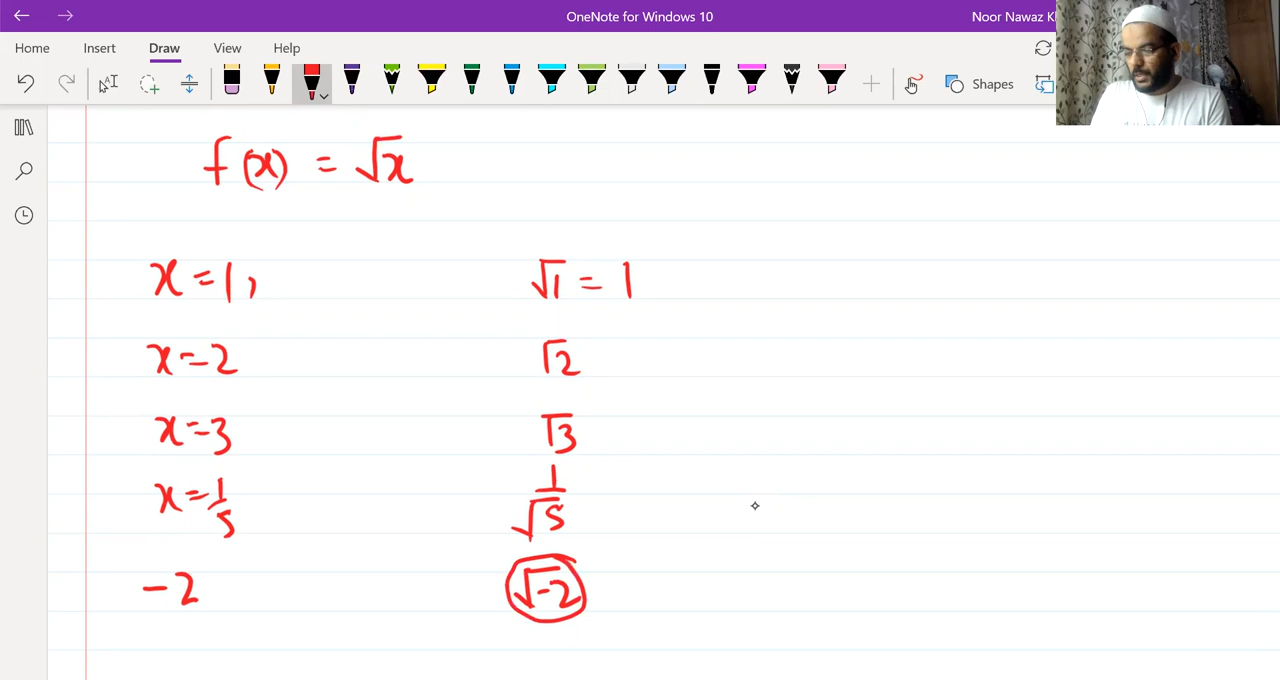 OneNote for Windows 10
Noor Nawaz K
Home Insert Draw View Help
Shapes
f(x) = √x
x = 1, √1 = 1
x = 2 √2
x = 3 √3
x = 1/5 1/√5
-2 √-2